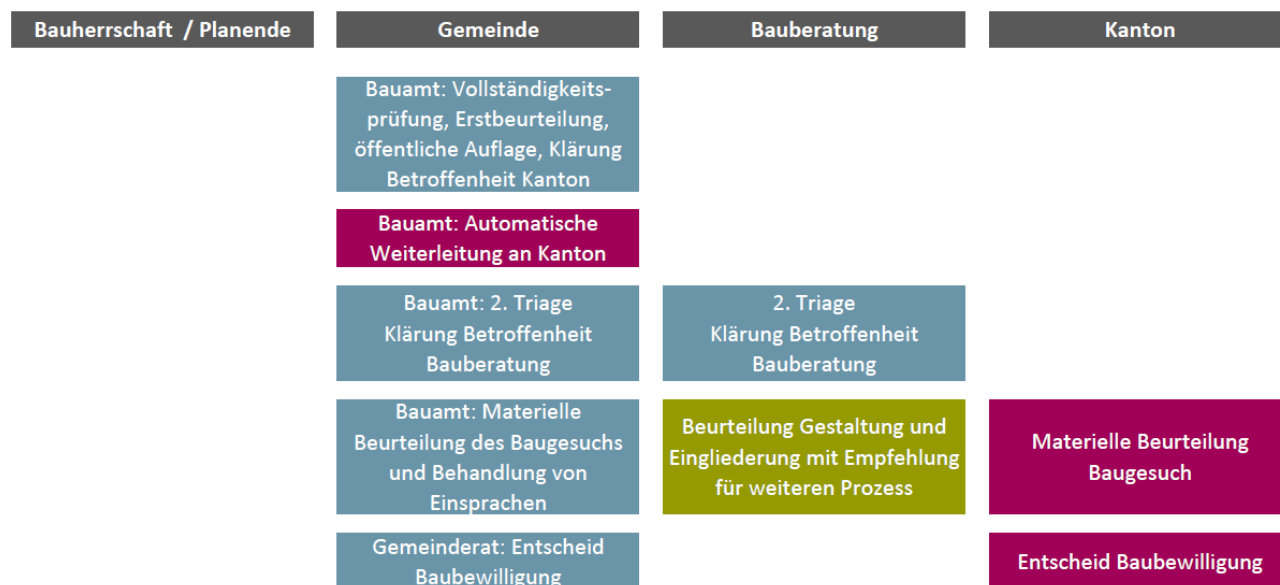 Bauherrschaft / Planende
Gemeinde
Bauberatung
Kanton
Bauamt: Vollständigkeits-
prüfung, Erstbeurteilung,
öffentliche Auflage, Klärung
Betroffenheit Kanton
Bauamt: Automatische
Weiterleitung an Kanton
Bauamt: 2. Triage
Klärung Betroffenheit
Bauberatung
2. Triage
Klärung Betroffenheit
Bauberatung
Bauamt: Materielle
Beurteilung des Baugesuchs
und Behandlung von
Einsprachen
Beurteilung Gestaltung und
Eingliederung mit Empfehlung
für weiteren Prozess
Materielle Beurteilung
Baugesuch
Gemeinderat: Entscheid
Baubewilligung
Entscheid Baubewilligung